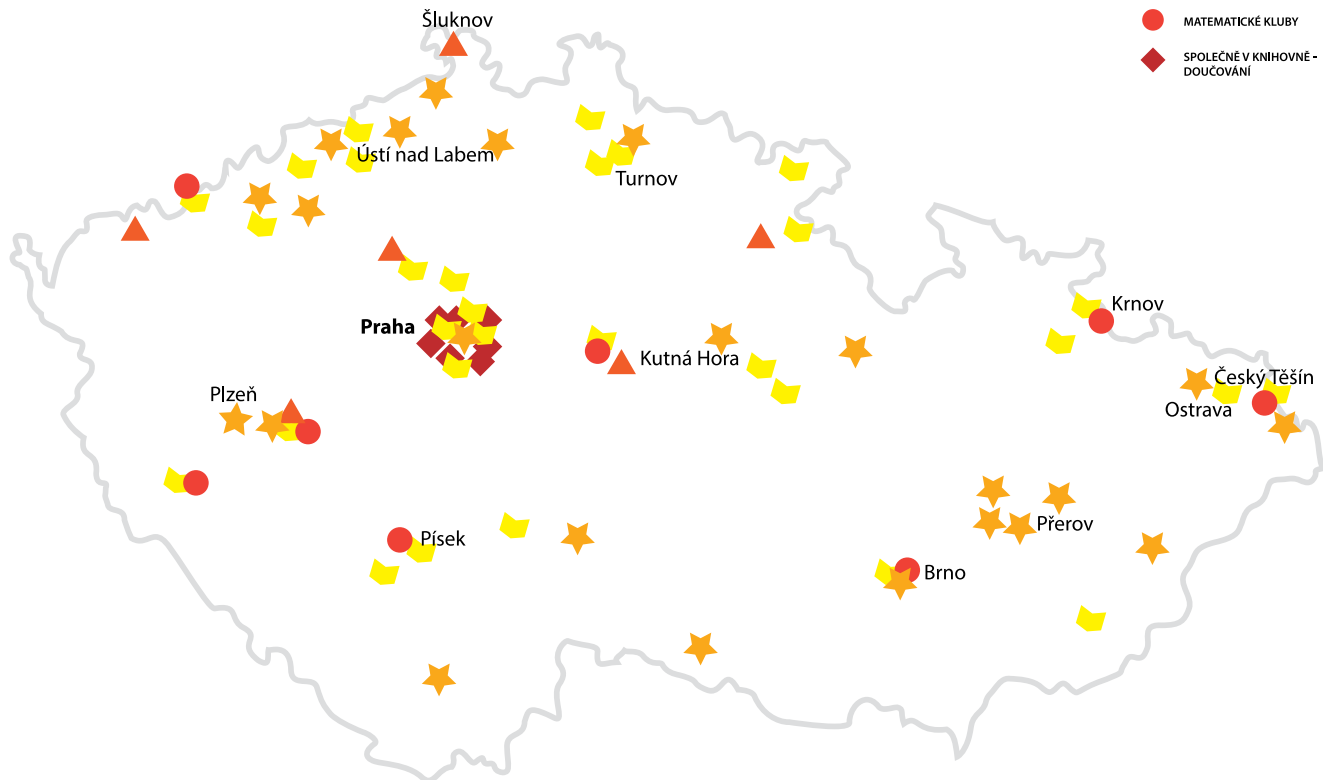 Šluknov
MATEMATICKÉ KLUBY
SPOLEČNĚ V KNIHOVNĚ -
DOUČOVÁNÍ
Ústí nad Labem
Turnov
Krnov
Praha
Kutná Hora
Český Těšín
Plzeň
Ostrava
Přerov
Písek
Brno